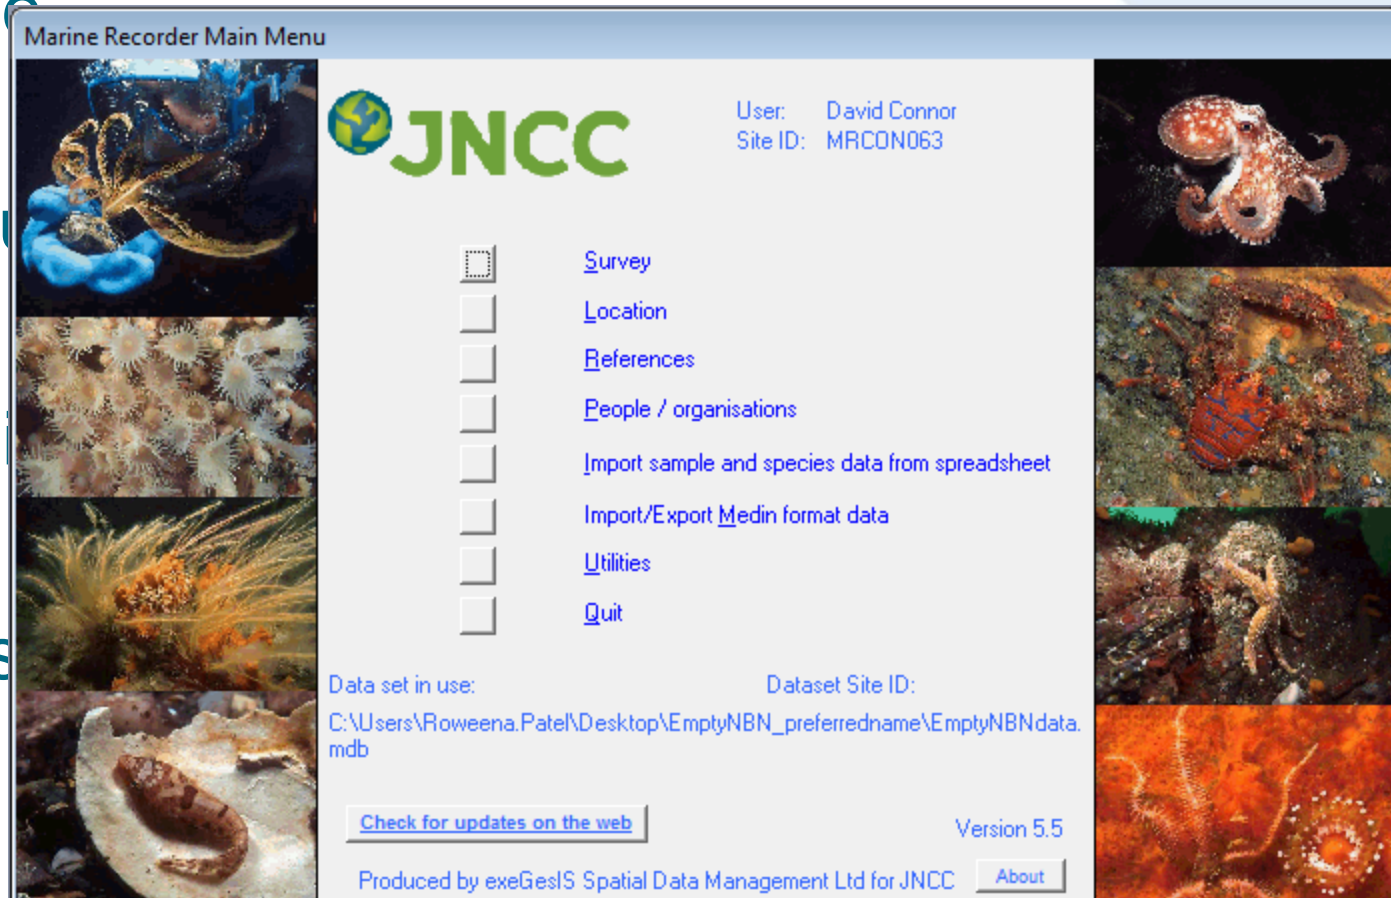 Marine Recorder Main Menu
JNCC
User: David Connor
Site ID: MRCON063
Survey
Location
References
People / organisations
Import sample and species data from spreadsheet
Import/Export Medin format data
Utilities
Quit
Data set in use: Dataset Site ID:
C:\Users\Roweena.Patel\Desktop\EmptyNBN_preferredname\EmptyNBNdata.
mdb
Check for updates on the web
Version 5.5
Produced by exeGesIS Spatial Data Management Ltd for JNCC
About